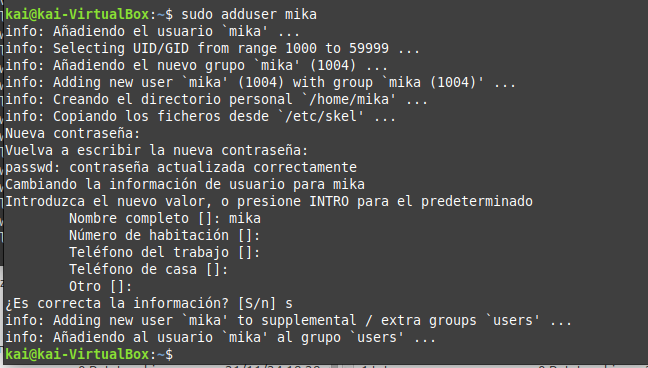 kai@kai-VirtualBox:~$ sudo adduser mika
info: Añadiendo el usuario `mika' ...
info: Selecting UID/GID from range 1000 to 59999 ...
info: Añadiendo el nuevo grupo `mika' (1004) ...
info: Adding new user `mika' (1004) with group `mika (1004)' ...
info: Creando el directorio personal `/home/mika' ...
info: Copiando los ficheros desde `/etc/skel' ...
Nueva contraseña:
Vuelva a escribir la nueva contraseña:
passwd: contraseña actualizada correctamente
Cambiando la información de usuario para mika
Introduzca el nuevo valor, o presione INTRO para el predeterminado
Nombre completo []: mika
Número de habitación []:
Teléfono del trabajo []:
Teléfono de casa []:
Otro []:
¿Es correcta la información? [S/n] s
info: Adding new user `mika' to supplemental / extra groups `users' ...
info: Añadiendo al usuario `mika' al grupo `users' ...
kai@kai-VirtualBox:~$